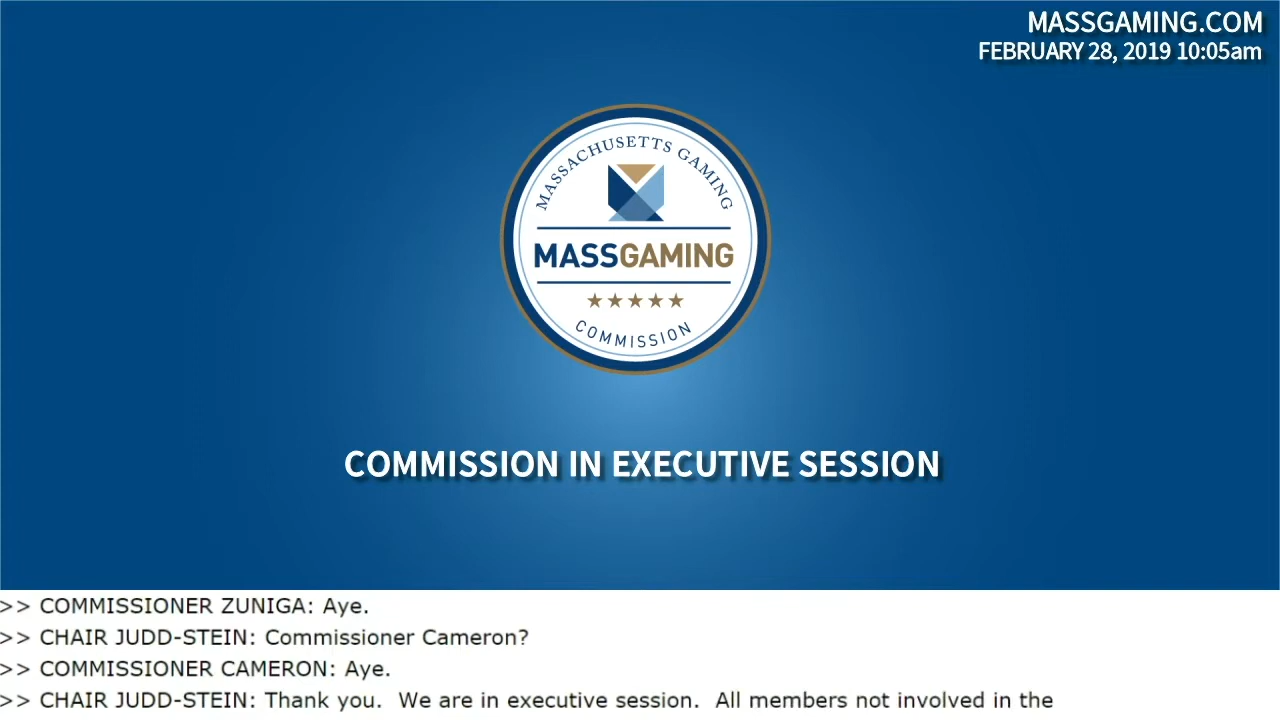 MASSGAMING.COM
FEBRUARY 28, 2019 10:05am
MASSACHUSETTS GAMING
MASSGAMING
COMMISSION
COMMISSION IN EXECUTIVE SESSION
>> COMMISSIONER ZUNIGA: Aye.
>> CHAIR JUDD-STEIN: Commissioner Cameron?
>> COMMISSIONER CAMERON: Aye.
>> CHAIR JUDD-STEIN: Thank you.  We are in executive session.  All members not involved in the